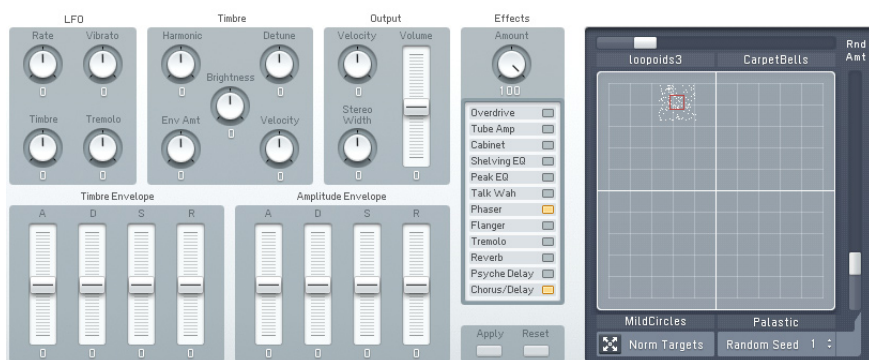 LFO
Timbre
Output
Effects
Rate Vibrato
0 0
Timbre Tremolo
0 0
Harmonic Detune
0 0
Brightness
0
Env Amt Velocity
0 0
Velocity Volume
0
Stereo
Width
0 0
Amount
100
Overdrive
Tube Amp
Cabinet
Shelving EQ
Peak EQ
Talk Wah
Phaser
Flanger
Tremolo
Reverb
Psyche Delay
Chorus/Delay
Apply Reset
Timbre Envelope
A D S R
0 0 0 0
Amplitude Envelope
A D S R
0 0 0 0
Rnd
Amt
loopoids3 CarpetBells
MildCircles Palastic
Norm Targets Random Seed 1